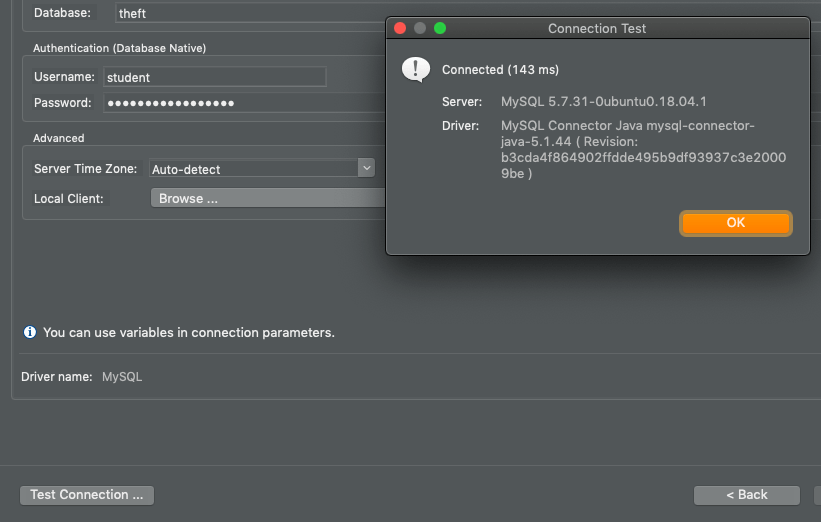 Database: theft
Authentication (Database Native)
Username: student
Password: •••••••••••••••••
Advanced
Server Time Zone: Auto-detect
Local Client: Browse ...
Connection Test
Connected (143 ms)
Server: MySQL 5.7.31-0ubuntu0.18.04.1
Driver: MySQL Connector Java mysql-connector-
java-5.1.44 ( Revision:
b3cda4f864902ffdde495b9df93937c3e2000
9be )
OK
You can use variables in connection parameters.
Driver name: MySQL
Test Connection ...
< Back